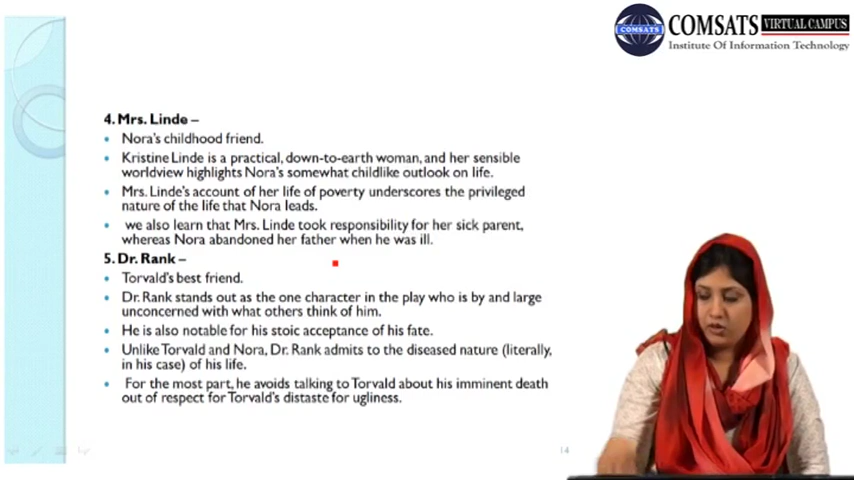 COMSATS
COMSATS VIRTUAL CAMPUS
Institute Of Information Technology
4. Mrs. Linde –
• Nora's childhood friend.
• Kristine Linde is a practical, down-to-earth woman, and her sensible
worldview highlights Nora's somewhat childlike outlook on life.
• Mrs. Linde's account of her life of poverty underscores the privileged
nature of the life that Nora leads.
• we also learn that Mrs. Linde took responsibility for her sick parent,
whereas Nora abandoned her father when he was ill.
5. Dr. Rank –
• Torvald's best friend.
• Dr. Rank stands out as the one character in the play who is by and large
unconcerned with what others think of him.
• He is also notable for his stoic acceptance of his fate.
• Unlike Torvald and Nora, Dr. Rank admits to the diseased nature (literally,
in his case) of his life.
• For the most part, he avoids talking to Torvald about his imminent death
out of respect for Torvald's distaste for ugliness.
14